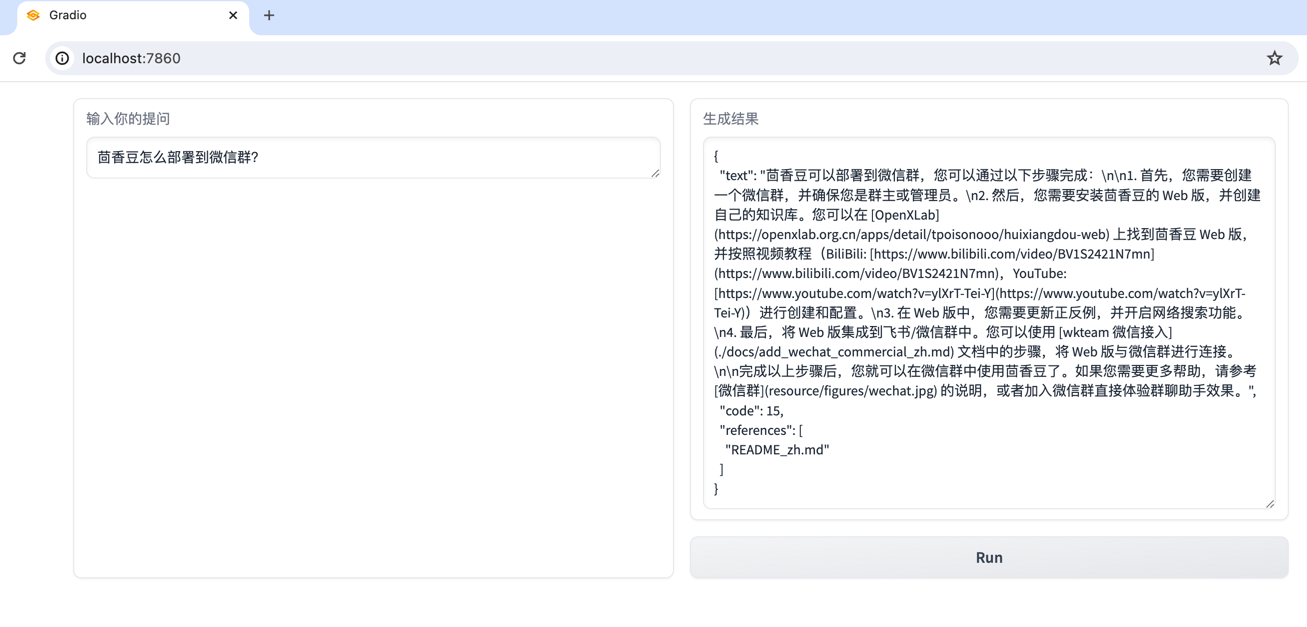 Gradio
localhost:7860
输入你的提问
茴香豆怎么部署到微信群?
生成结果
{
"text": "茴香豆可以部署到微信群，您可以通过以下步骤完成：\n\n1. 首先，您需要创建
一个微信群，并确保您是群主或管理员。\n2. 然后，您需要安装茴香豆的 Web 版，并创建
自己的知识库。您可以在 [OpenXLab]
(https://openxlab.org.cn/apps/detail/tpoisonooo/huixiangdou-web) 上找到茴香豆 Web 版，
并按照视频教程（BiliBili: [https://www.bilibili.com/video/BV1S2421N7mn]
(https://www.bilibili.com/video/BV1S2421N7mn)，YouTube:
[https://www.youtube.com/watch?v=ylXrT-Tei-Y](https://www.youtube.com/watch?v=ylXrT-
Tei-Y)）进行创建和配置。\n3. 在 Web 版中，您需要更新正反例，并开启网络搜索功能。
\n4. 最后，将 Web 版集成到飞书/微信群中。您可以使用 [wkteam 微信接入]
(./docs/add_wechat_commercial_zh.md) 文档中的步骤，将 Web 版与微信群进行连接。
\n\n完成以上步骤后，您就可以在微信群中使用茴香豆了。如果您需要更多帮助，请参考
[微信群](resource/figures/wechat.jpg) 的说明，或者加入微信群直接体验群聊助手效果。",
"code": 15,
"references": [
"README_zh.md"
]
}
Run